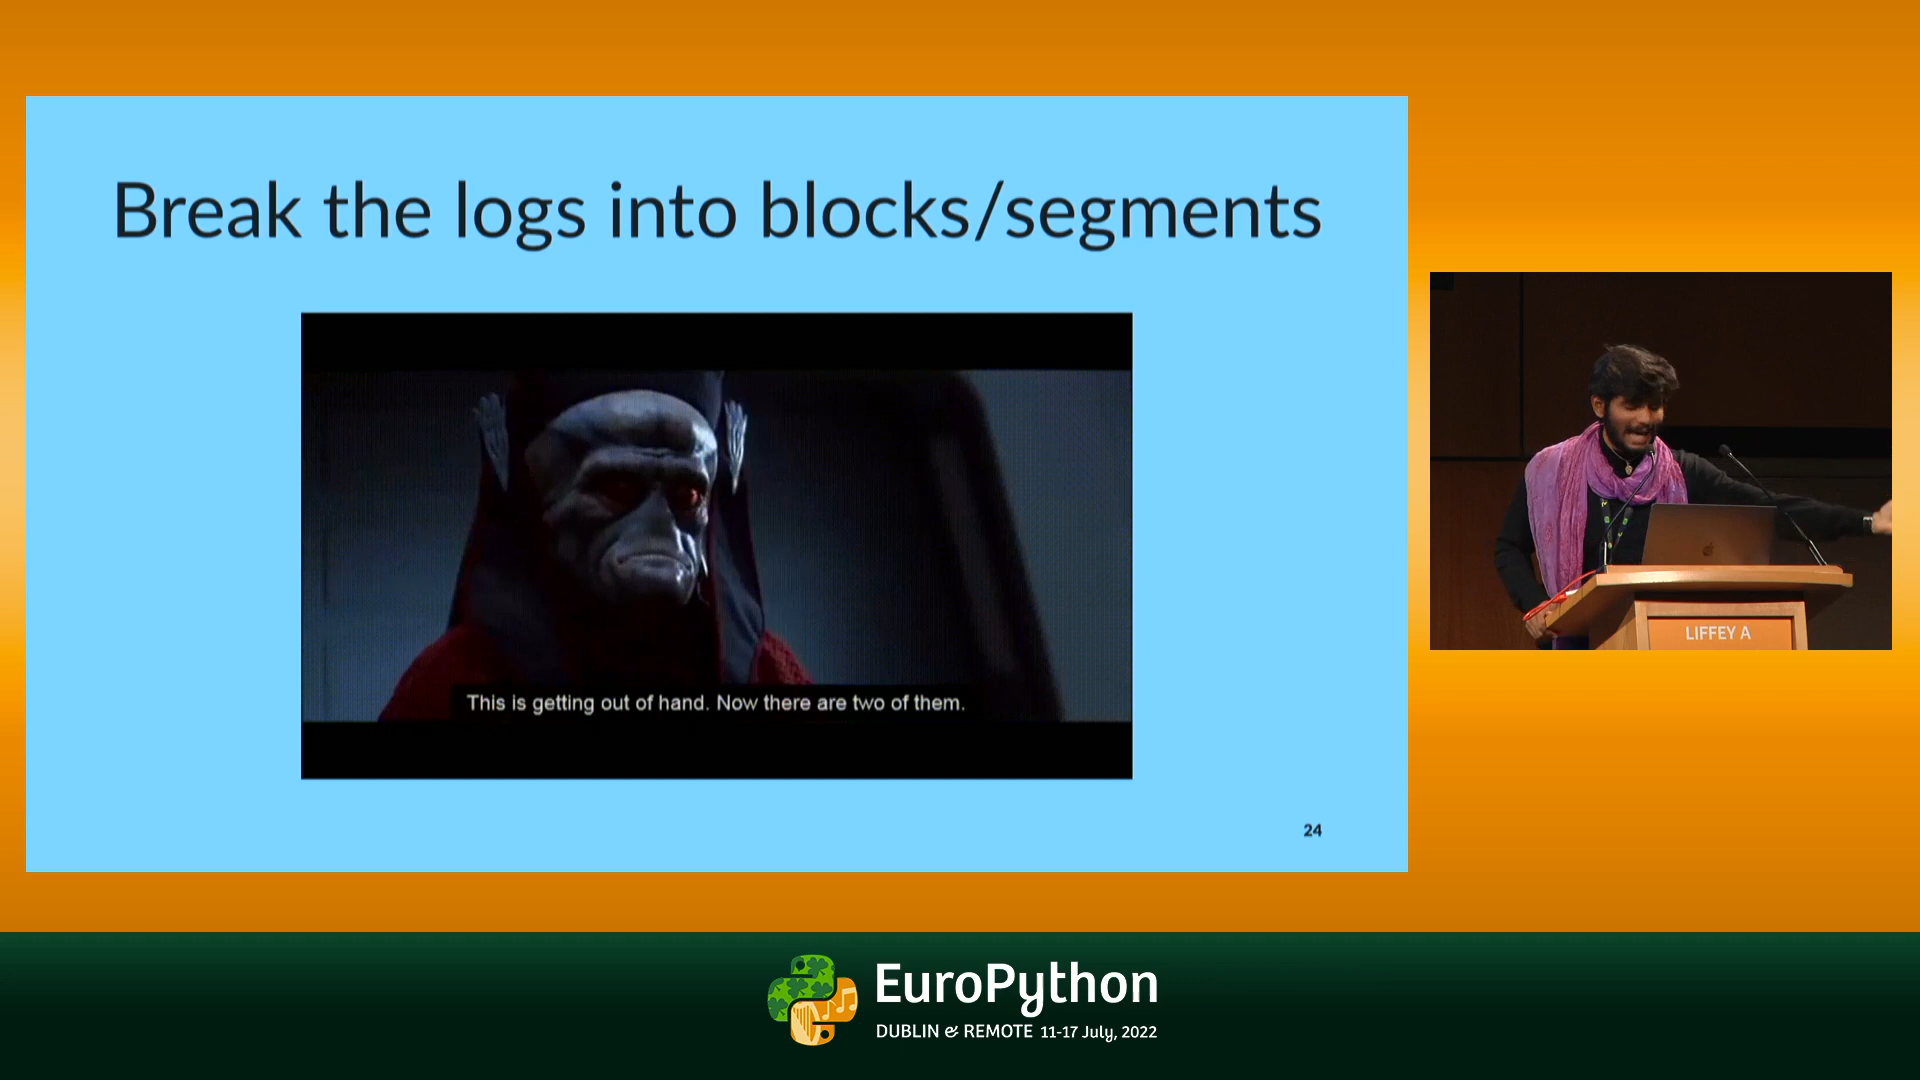 Break the logs into blocks/segments
This is getting out of hand. Now there are two of them.
24
LIFFEY A
EuroPython
DUBLIN & REMOTE 11-17 July, 2022